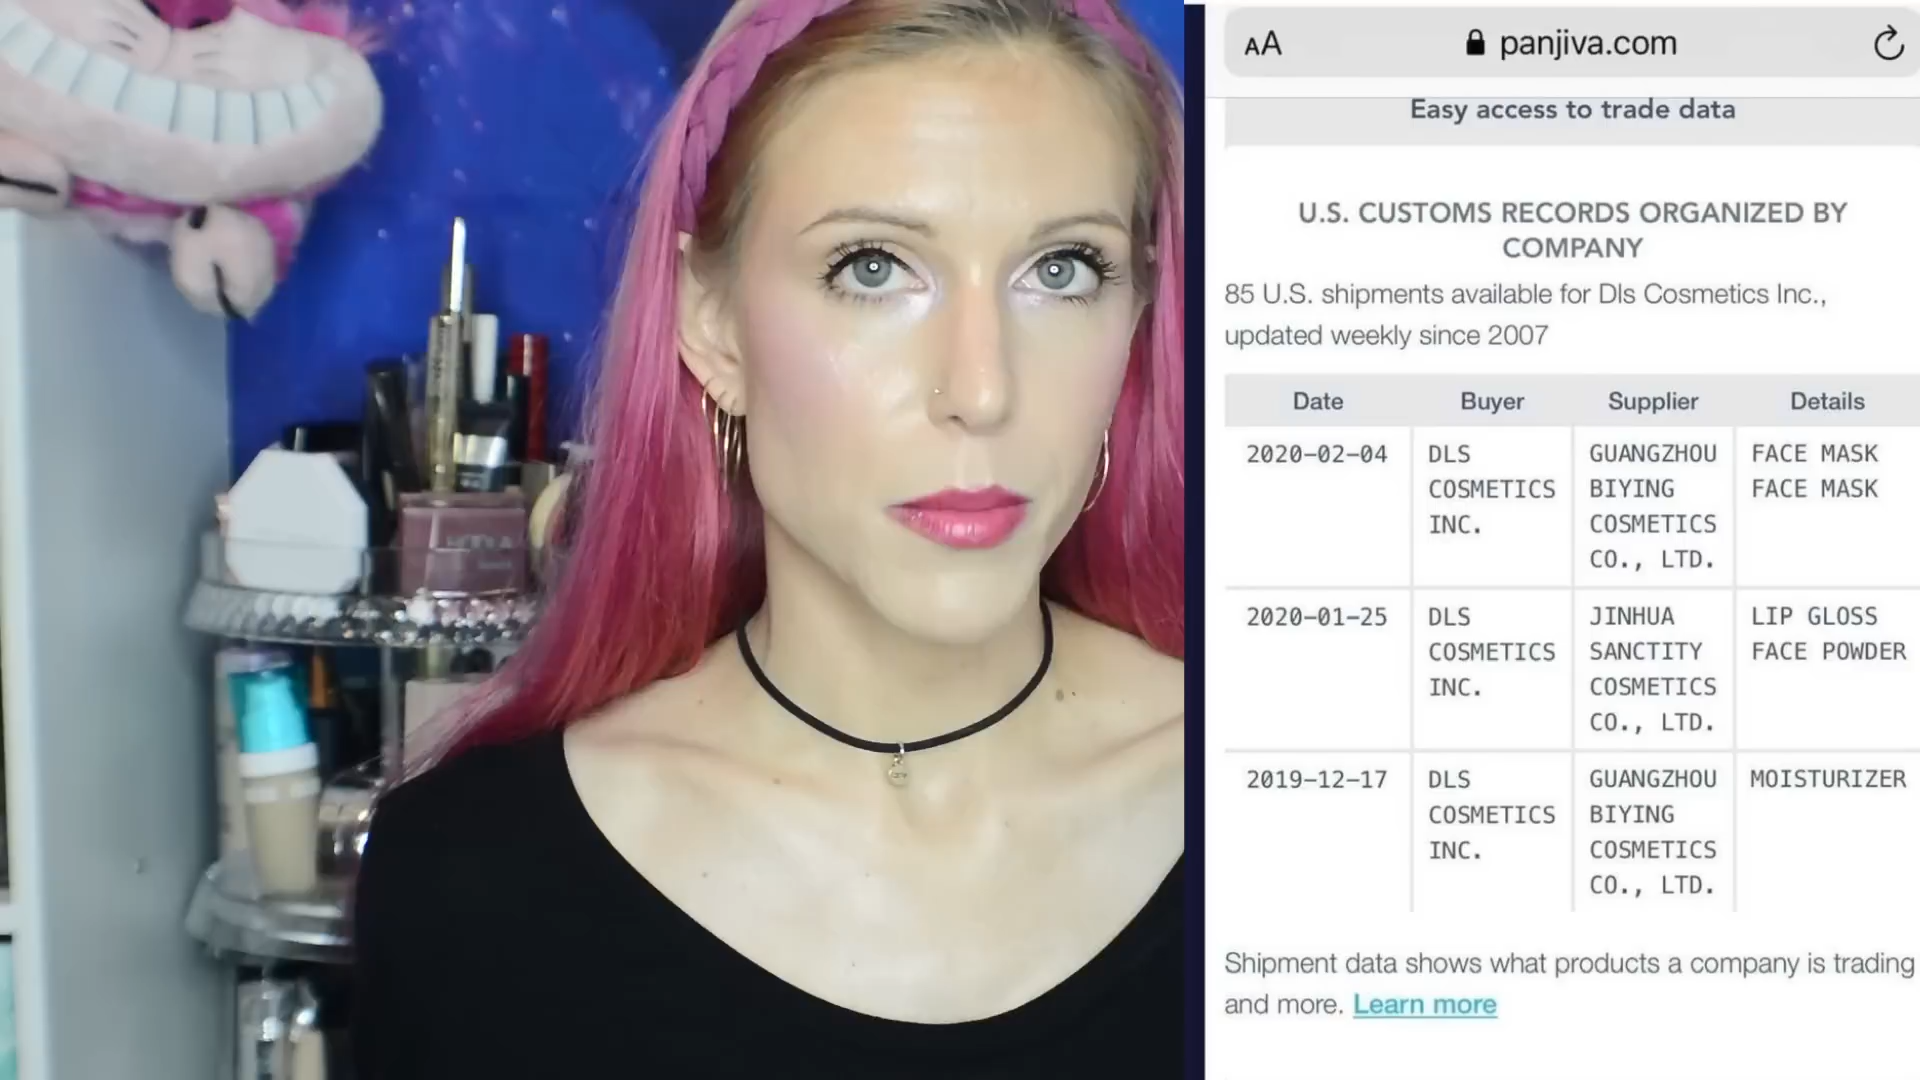 AA panjiva.com
Easy access to trade data
U.S. CUSTOMS RECORDS ORGANIZED BY
COMPANY
85 U.S. shipments available for Dls Cosmetics Inc.,
updated weekly since 2007
Date Buyer Supplier Details
2020-02-04 DLS GUANGZHOU FACE MASK
COSMETICS BIYING FACE MASK
INC. COSMETICS
CO., LTD.
2020-01-25 DLS JINHUA LIP GLOSS
COSMETICS SANCTITY FACE POWDER
INC. COSMETICS
CO., LTD.
2019-12-17 DLS GUANGZHOU MOISTURIZER
COSMETICS BIYING
INC. COSMETICS
CO., LTD.
Shipment data shows what products a company is trading
and more. Learn more